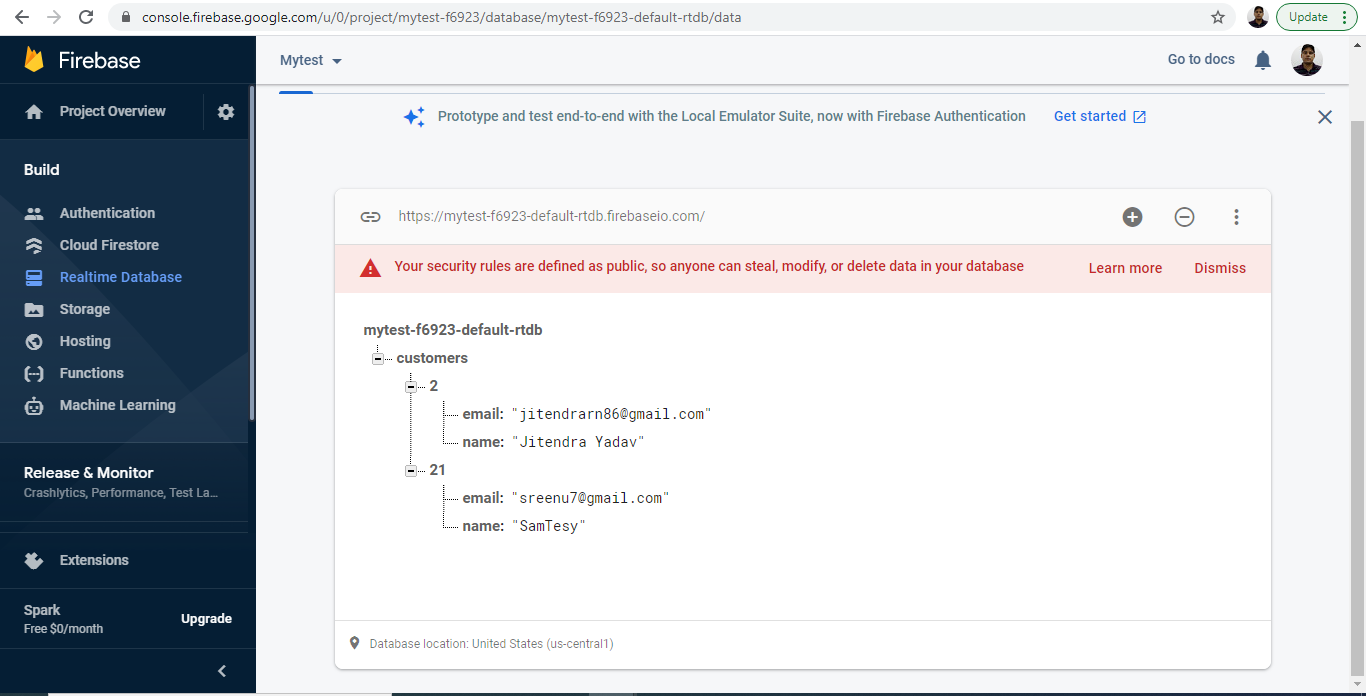 console.firebase.google.com/u/0/project/mytest-f6923/database/mytest-f6923-default-rtdb/data
Update
Firebase
Mytest
Go to docs
Project Overview
Prototype and test end-to-end with the Local Emulator Suite, now with Firebase Authentication Get started
Build
Authentication
Cloud Firestore
Realtime Database
Storage
Hosting
Functions
Machine Learning
Release & Monitor
Crashlytics, Performance, Test La...
Extensions
Spark
Free $0/month
Upgrade
https://mytest-f6923-default-rtdb.firebaseio.com/
Your security rules are defined as public, so anyone can steal, modify, or delete data in your database Learn more Dismiss
mytest-f6923-default-rtdb
customers
2
email: "jitendrarn86@gmail.com"
name: "Jitendra Yadav"
21
email: "sreenu7@gmail.com"
name: "SamTesy"
Database location: United States (us-central1)